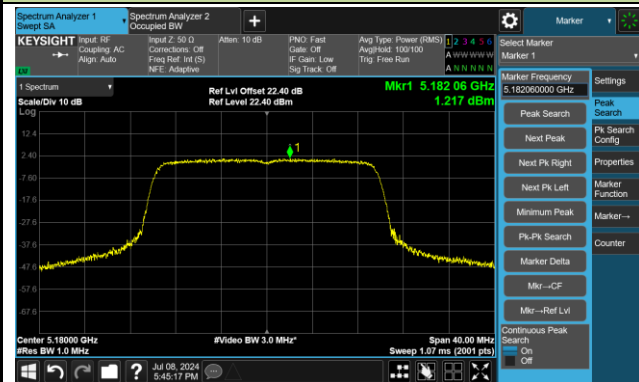 Spectrum Analyzer 1
Swept SA
Spectrum Analyzer 2
Occupied BW
+
Marker
KEYSIGHT
Input: RF
Coupling: AC
Align: Auto
Input Z: 50 Ω
Corrections: Off
Freq Ref: Int (S)
NFE: Adaptive
Atten: 10 dB
PNO: Fast
Gate: Off
IF Gain: Low
Sig Track: Off
Avg Type: Power (RMS)
Avg|Hold: 100/100
Trig: Free Run
1 2 3 4 5 6
A W W W W W
A N N N N N
LXI
Select Marker
Marker 1
1 Spectrum
Scale/Div 10 dB
Log
Ref Lvl Offset 22.40 dB
Ref Level 22.40 dBm
Mkr1 5.182 06 GHz
1.217 dBm
12.4
2.40
-7.60
-17.6
-27.6
-37.6
-47.6
-57.6
-67.6
1
Center 5.18000 GHz
#Res BW 1.0 MHz
#Video BW 3.0 MHz*
Span 40.00 MHz
Sweep 1.07 ms (2001 pts)
Marker Frequency
5.182060000 GHz
Peak Search
Next Peak
Next Pk Right
Next Pk Left
Minimum Peak
Pk-Pk Search
Marker Delta
Mkr→CF
Mkr→Ref Lvl
Continuous Peak
Search
On
Off
Settings
Peak
Search
Pk Search
Config
Properties
Marker
Function
Marker→
Counter
?
Jul 08, 2024
5:45:17 PM